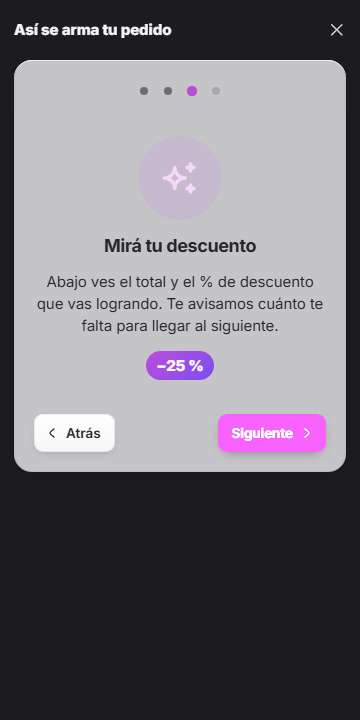 Así se arma tu pedido
Mirá tu descuento
Abajo ves el total y el % de descuento
que vas logrando. Te avisamos cuánto te
falta para llegar al siguiente.
−25 %
Atrás
Siguiente